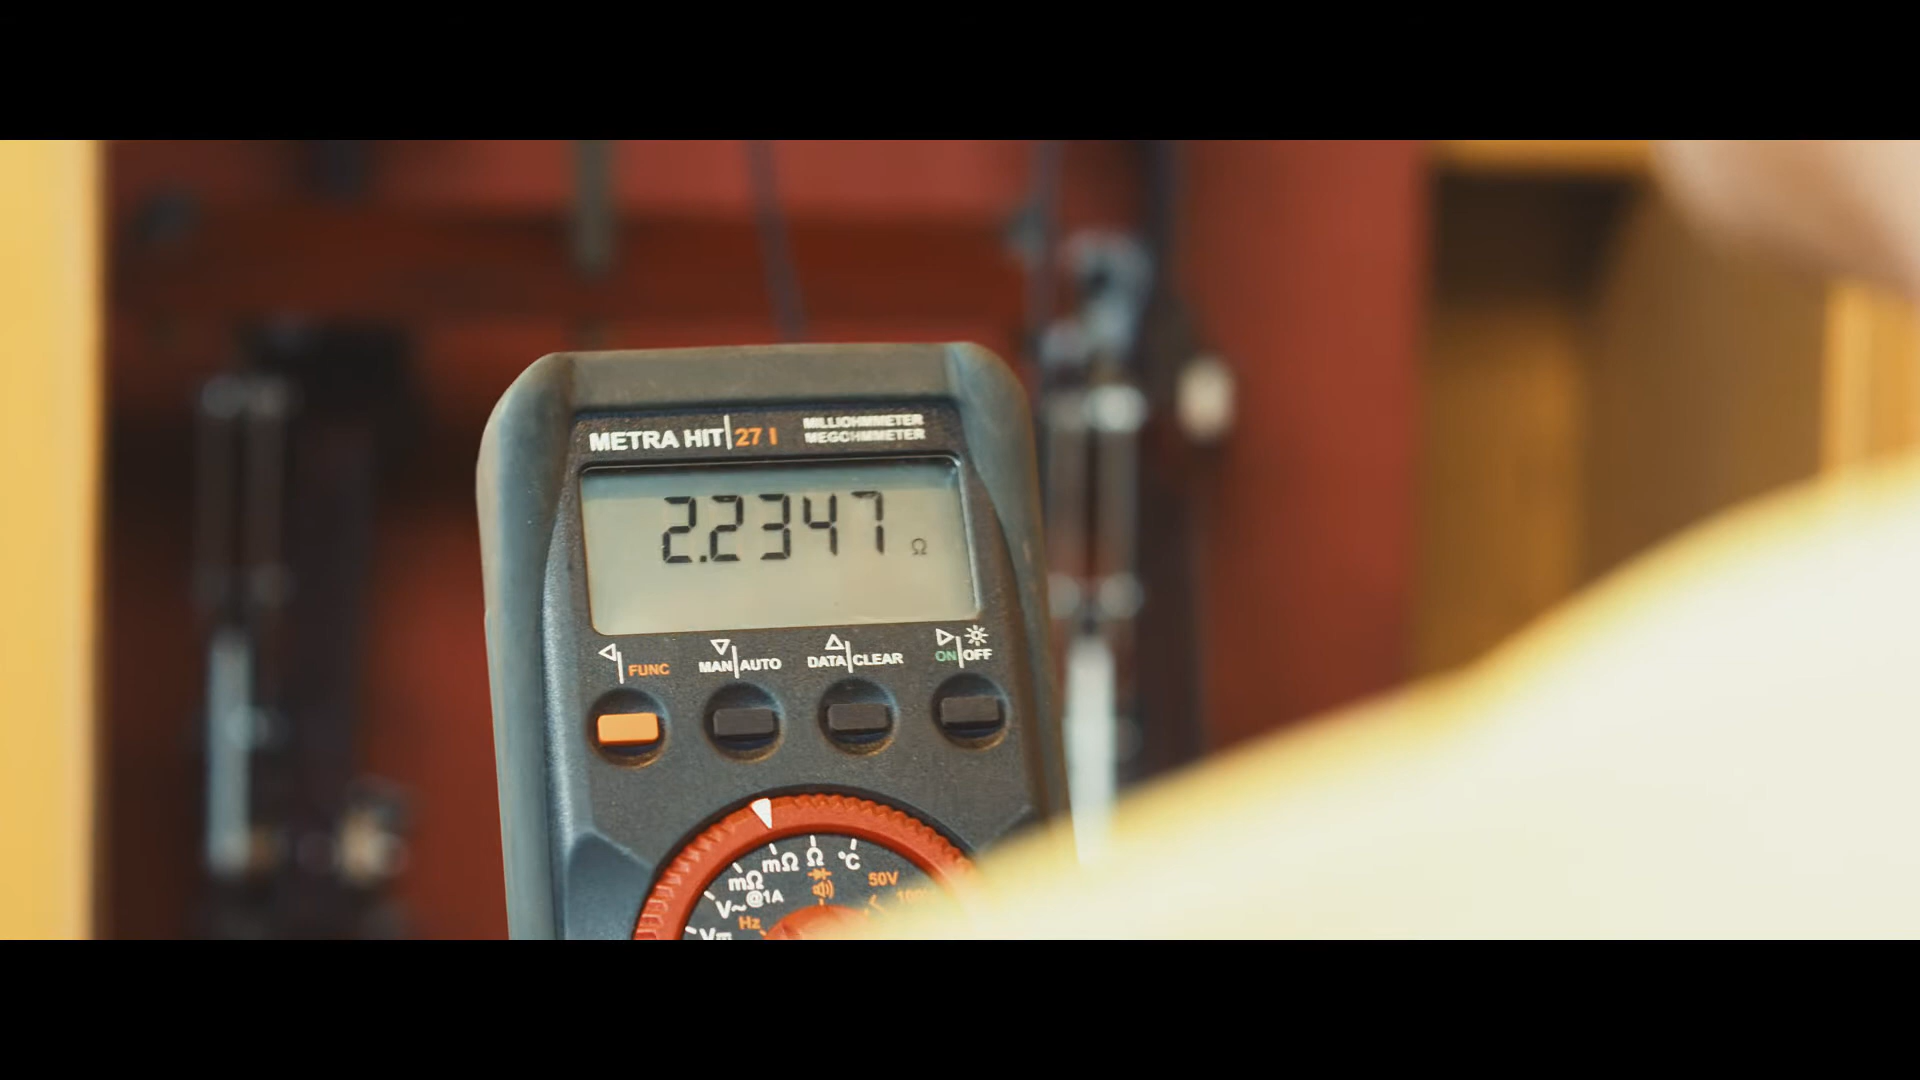 METRA HIT 27 I
MILLIOHMMETER
MEGOHMMETER
2.2347 Ω
FUNC MAN AUTO DATA CLEAR ON OFF
mΩ Ω °C
mΩ @1A
V~
Hz
50V
100
V